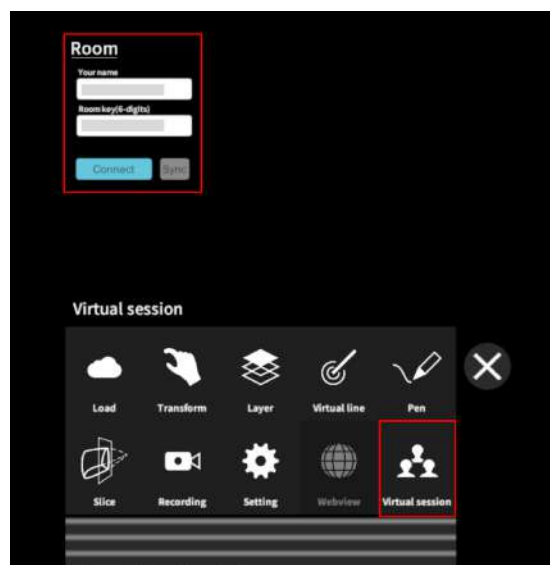 Room
Your name
Room key(6-digits)
Connect Sync
Virtual session
Load Transform Layer Virtual line Pen
Slice Recording Setting Webview Virtual session